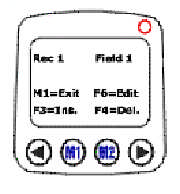 Rec 1 Field 1
M1=Exit F6=Edit
F3=Ins. F4=Del.
M1 M2